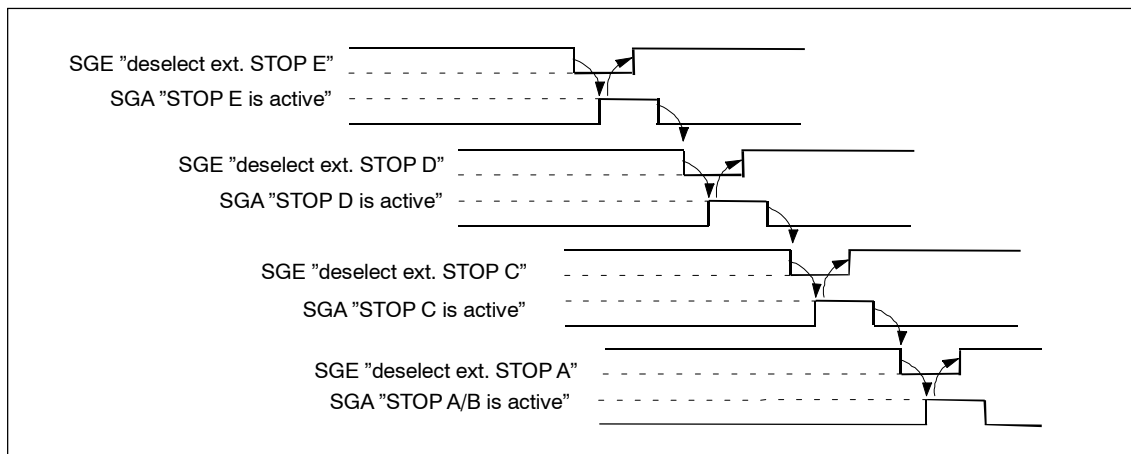 SGE ”deselect ext. STOP E”
SGA ”STOP E is active”
SGE ”deselect ext. STOP D”
SGA ”STOP D is active”
SGE ”deselect ext. STOP C”
SGA ”STOP C is active”
SGE ”deselect ext. STOP A”
SGA ”STOP A/B is active”